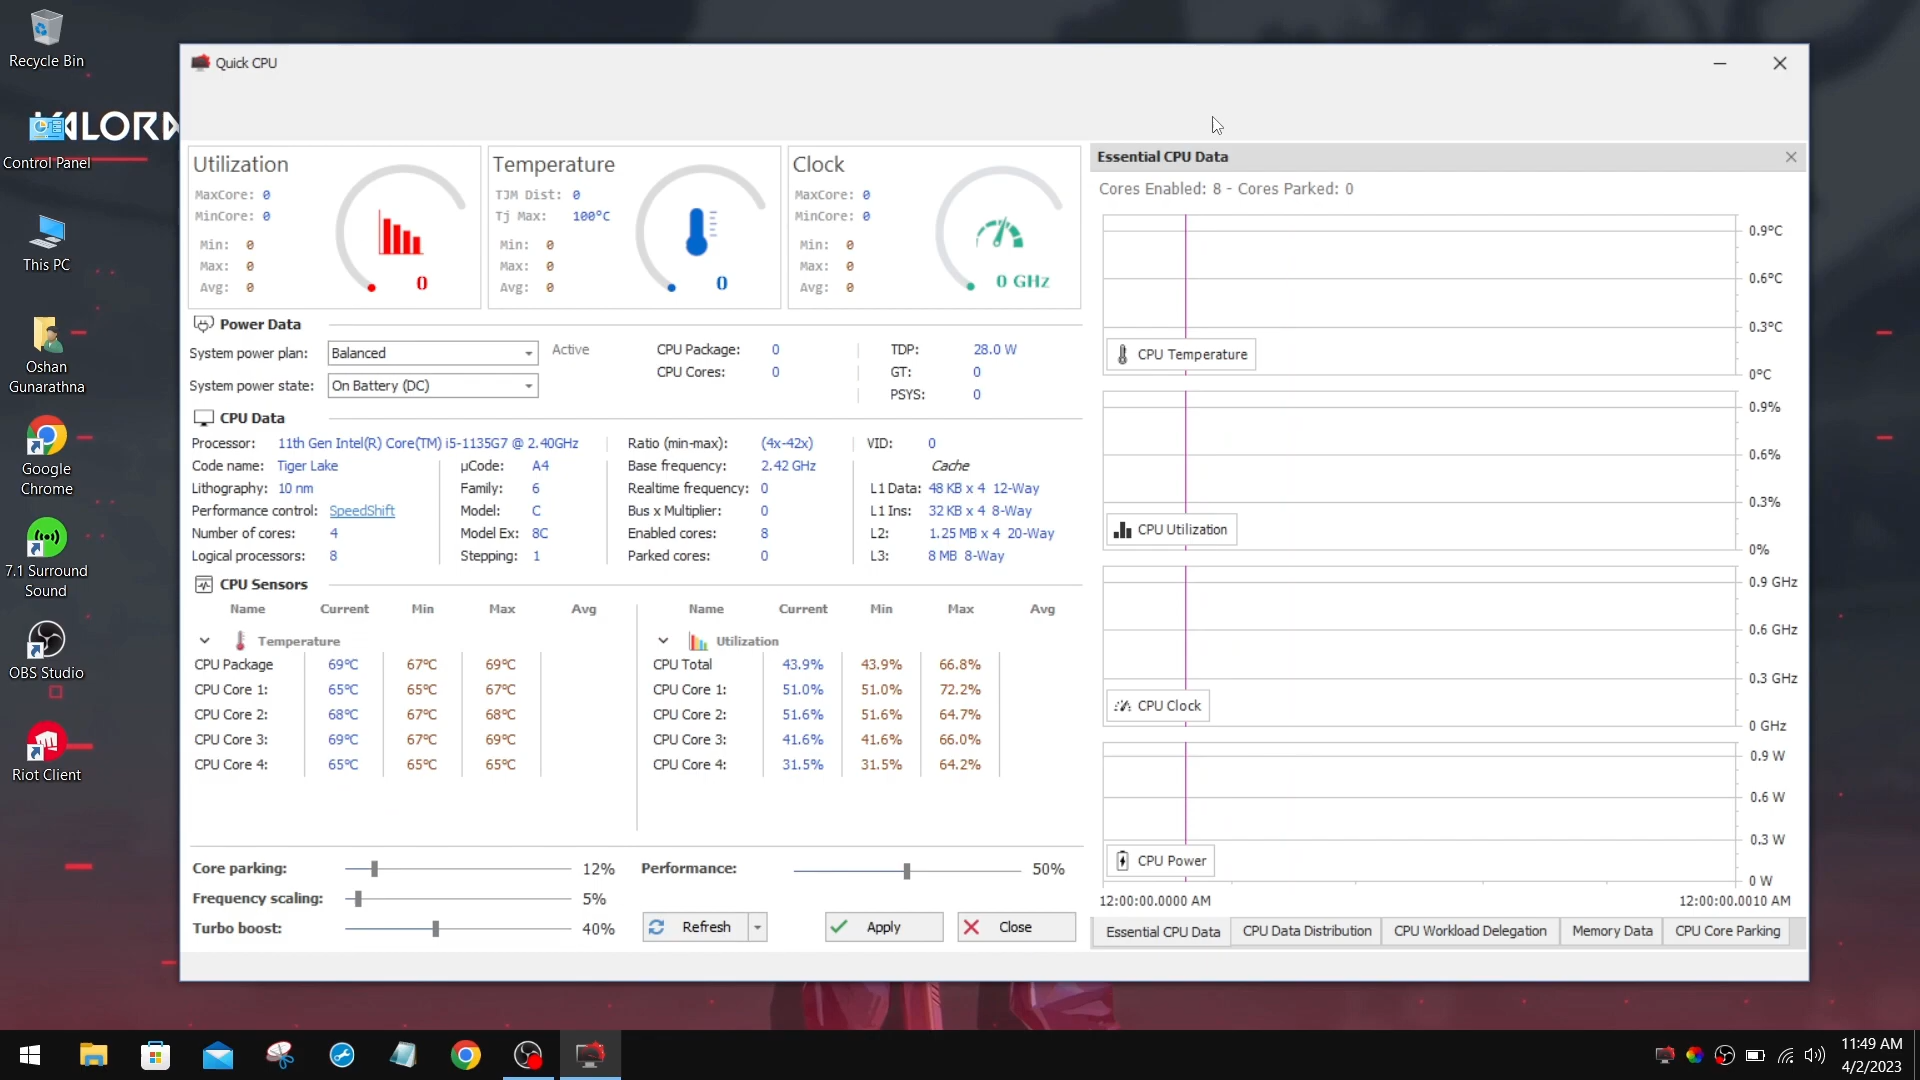 Recycle Bin
VALORA
Control Panel
This PC
Oshan
Gunarathna
Google
Chrome
7.1 Surround
Sound
OBS Studio
Riot Client
Quick CPU
Utilization
MaxCore: 0
MinCore: 0
Min: 0
Max: 0
Avg: 0
0
Temperature
TJM Dist: 0
Tj Max: 100°C
Min: 0
Max: 0
Avg: 0
0
Clock
MaxCore: 0
MinCore: 0
Min: 0
Max: 0
Avg: 0
0 GHz
Power Data
System power plan: Balanced Active
System power state: On Battery (DC)
CPU Package: 0
CPU Cores: 0
TDP: 28.0 W
GT: 0
PSYS: 0
CPU Data
Processor: 11th Gen Intel(R) Core(TM) i5-1135G7 @ 2.40GHz
Code name: Tiger Lake
Lithography: 10 nm
Performance control: SpeedShift
Number of cores: 4
Logical processors: 8
µCode: A4
Family: 6
Model: C
Model Ex: 8C
Stepping: 1
Ratio (min-max): (4x-42x)
Base frequency: 2.42 GHz
Realtime frequency: 0
Bus x Multiplier: 0
Enabled cores: 8
Parked cores: 0
VID: 0
Cache
L1 Data: 48 KB x 4 12-Way
L1 Ins: 32 KB x 4 8-Way
L2: 1.25 MB x 4 20-Way
L3: 8 MB 8-Way
CPU Sensors
Name Current Min Max Avg
Temperature
CPU Package 69°C 67°C 69°C
CPU Core 1: 65°C 65°C 67°C
CPU Core 2: 68°C 67°C 68°C
CPU Core 3: 69°C 67°C 69°C
CPU Core 4: 65°C 65°C 65°C
Name Current Min Max Avg
Utilization
CPU Total 43.9% 43.9% 66.8%
CPU Core 1: 51.0% 51.0% 72.2%
CPU Core 2: 51.6% 51.6% 64.7%
CPU Core 3: 41.6% 41.6% 66.0%
CPU Core 4: 31.5% 31.5% 64.2%
Core parking: 12%
Frequency scaling: 5%
Turbo boost: 40%
Performance: 50%
Refresh
Apply
Close
Essential CPU Data
Cores Enabled: 8 - Cores Parked: 0
0.9°C
0.6°C
0.3°C
CPU Temperature
0°C
0.9%
0.6%
0.3%
CPU Utilization
0%
0.9 GHz
0.6 GHz
0.3 GHz
CPU Clock
0 GHz
0.9 W
0.6 W
0.3 W
CPU Power
0 W
12:00:00.0000 AM 12:00:00.0010 AM
Essential CPU Data CPU Data Distribution CPU Workload Delegation Memory Data CPU Core Parking
11:49 AM
4/2/2023